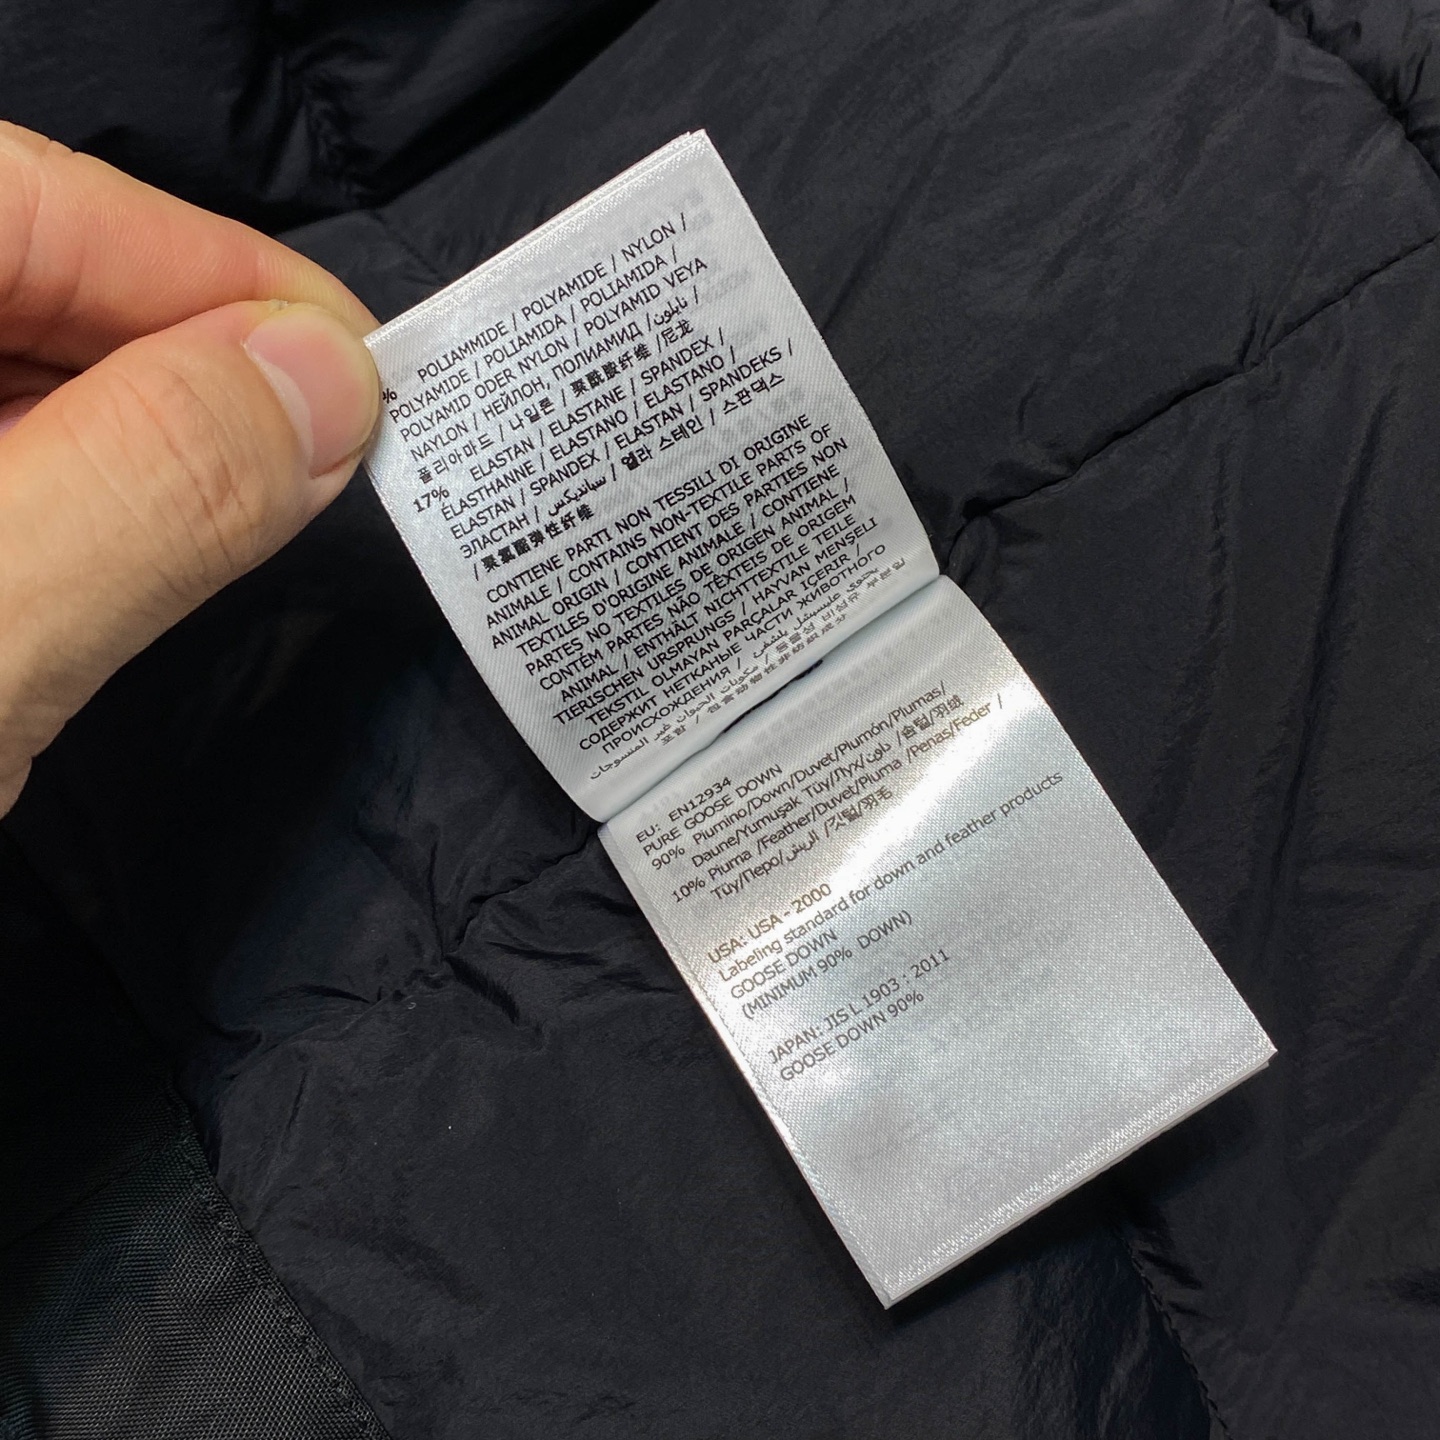 % POLIAMMIDE / POLYAMIDE / NYLON /
POLYAMIDE / POLIAMIDA / POLIAMIDA /
POLYAMID ODER NYLON / POLYAMID VEYA
NAYLON / НЕЙЛОН, ПОЛИАМИД /نايلون /
폴리아마드 / 나일론 / 聚酰胺纤维 /尼龙
17% ELASTAN / ELASTANE / SPANDEX /
ÉLASTHANNE / ELASTANO / ELASTANO /
ELASTAN / SPANDEX / ELASTAN / SPANDEKS /
ЭЛАСТАН / سباندیكس / 엘라 스테인 / 스판덱스
/ 聚氨酯弹性纤维
CONTIENE PARTI NON TESSILI DI ORIGINE
ANIMALE / CONTAINS NON-TEXTILE PARTS OF
ANIMAL ORIGIN / CONTIENT DES PARTIES NON
TEXTILES D'ORIGINE ANIMALE / CONTIENE
PARTES NO TEXTILES DE ORIGEN ANIMAL /
CONTÉM PARTES NÃO TÊXTEIS DE ORIGEM
ANIMAL / ENTHÄLT NICHTTEXTILE TEILE
TIERISCHEN URSPRUNGS / HAYVAN MENŞELI
TEKSTIL OLMAYAN PARÇALAR IÇERIR /
СОДЕРЖИТ НЕТКАНЫЕ ЧАСТИ ЖИВОТНОГО
ПРОИСХОЖДЕНИЯ /
EU: EN12934
PURE GOOSE DOWN
90% Piumino/Down/Duvet/Plumón/Plumas/
Daune/Yumuşak Tüy/Пух/داون /솜털/羽绒
10% Piuma /Feather/Duvet/Pluma /Penas/Feder /
Tüy/Перо/الريش /깃털/羽毛
USA: USA - 2000
Labeling standard for down and feather products
GOOSE DOWN
(MINIMUM 90% DOWN)
JAPAN: JIS L 1903 : 2011
GOOSE DOWN 90%